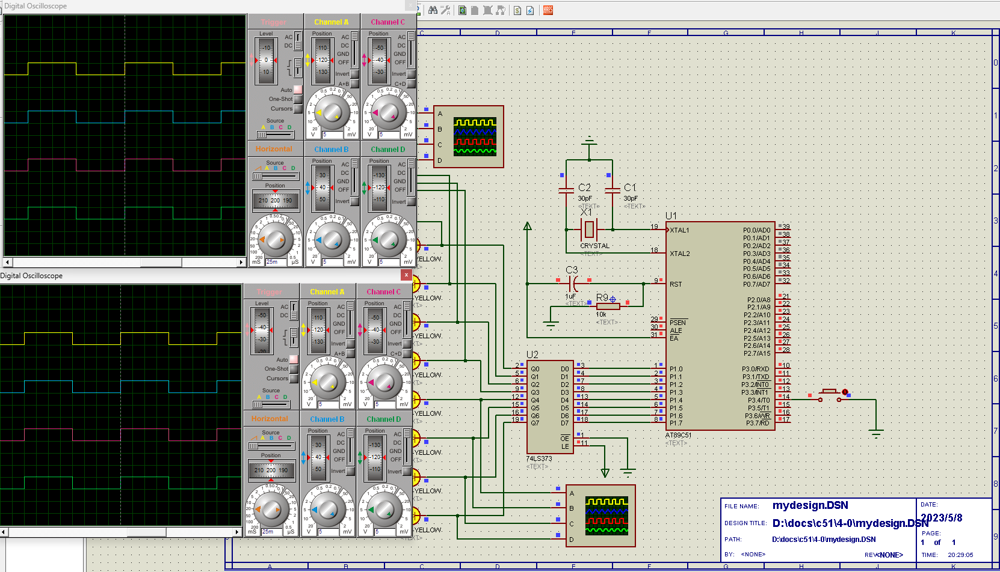 Digital Oscilloscope
ARES
Trigger
Level
AC
DC
-10
0
10
Auto
One-Shot
Cursors
Source
A B C D
Horizontal
Source
A B C D
Position
210 200 190
mS
25m
µS
Channel A
Position
AC
DC
GND
OFF
110
120
130
Invert
A+B
V
5
mV
Channel C
Position
AC
DC
GND
OFF
-50
-40
-30
Invert
C+D
V
5
mV
Channel B
Position
AC
DC
GND
OFF
30
40
50
Invert
V
5
mV
Channel D
Position
AC
DC
GND
OFF
-130
-120
-110
Invert
V
5
mV
Digital Oscilloscope
Trigger
Level
AC
DC
-50
-40
-30
-20
Auto
One-Shot
Cursors
Source
A B C D
Horizontal
Source
A B C D
Position
210 200 190
mS
25m
µS
Channel A
Position
AC
DC
GND
OFF
110
120
130
Invert
A+B
V
5
mV
Channel C
Position
AC
DC
GND
OFF
-50
-40
-30
Invert
C+D
V
5
mV
Channel B
Position
AC
DC
GND
OFF
30
40
50
Invert
V
5
mV
Channel D
Position
AC
DC
GND
OFF
-130
-120
-110
Invert
V
5
mV
C D E F G H J K
0
1
2
3
4
5
6
7
8
9
A
B
C
D
C2
30pF
<TEXT>
C1
30pF
<TEXT>
X1
CRYSTAL
<TEXT>
C3
1uF
<TEXT>
R9
10k
<TEXT>
U1
19 XTAL1
18 XTAL2
9 RST
29 PSEN
30 ALE
31 EA
1 P1.0
2 P1.1
3 P1.2
4 P1.3
5 P1.4
6 P1.5
7 P1.6
8 P1.7
P0.0/AD0 39
P0.1/AD1 38
P0.2/AD2 37
P0.3/AD3 36
P0.4/AD4 35
P0.5/AD5 34
P0.6/AD6 33
P0.7/AD7 32
P2.0/A8 21
P2.1/A9 22
P2.2/A10 23
P2.3/A11 24
P2.4/A12 25
P2.5/A13 26
P2.6/A14 27
P2.7/A15 28
P3.0/RXD 10
P3.1/TXD 11
P3.2/INT0 12
P3.3/INT1 13
P3.4/T0 14
P3.5/T1 15
P3.6/WR 16
P3.7/RD 17
AT89C51
<TEXT>
U2
2 Q0 D0 3
5 Q1 D1 4
6 Q2 D2 7
9 Q3 D3 8
12 Q4 D4 13
15 Q5 D5 14
16 Q6 D6 17
19 Q7 D7 18
OE 1
LE 11
74LS373
<TEXT>
YELLOW
-YELLOW
-YELLOW
-YELLOW
-YELLOW
-YELLOW
-YELLOW
-YELLOW
A
B
C
D
FILE NAME: mydesign.DSN
DESIGN TITLE: D:\docs\c51\4-0\mydesign.DSN
PATH: D:\docs\c51\4-0\mydesign.DSN
BY: <NONE>
REV:<NONE>
DATE:
2023/5/8
PAGE:
1 of 1
TIME: 20:29:05
A B C D E F G H J K